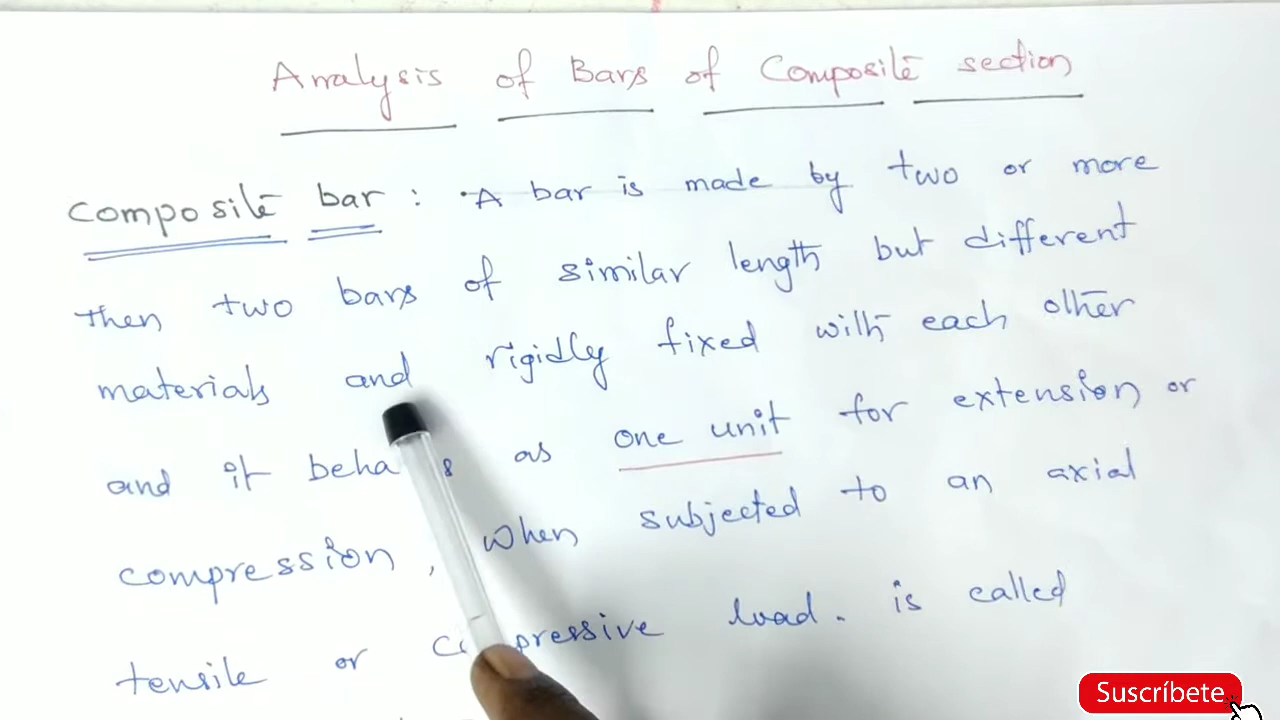 Analysis of Bars of Composite section
Composite bar : • A bar is made by two or more
then two bars of similar length but different
materials and rigidly fixed with each other
and it as one unit for extension or
compression, when subjected to an axial
tensile or load. is called
Suscríbete